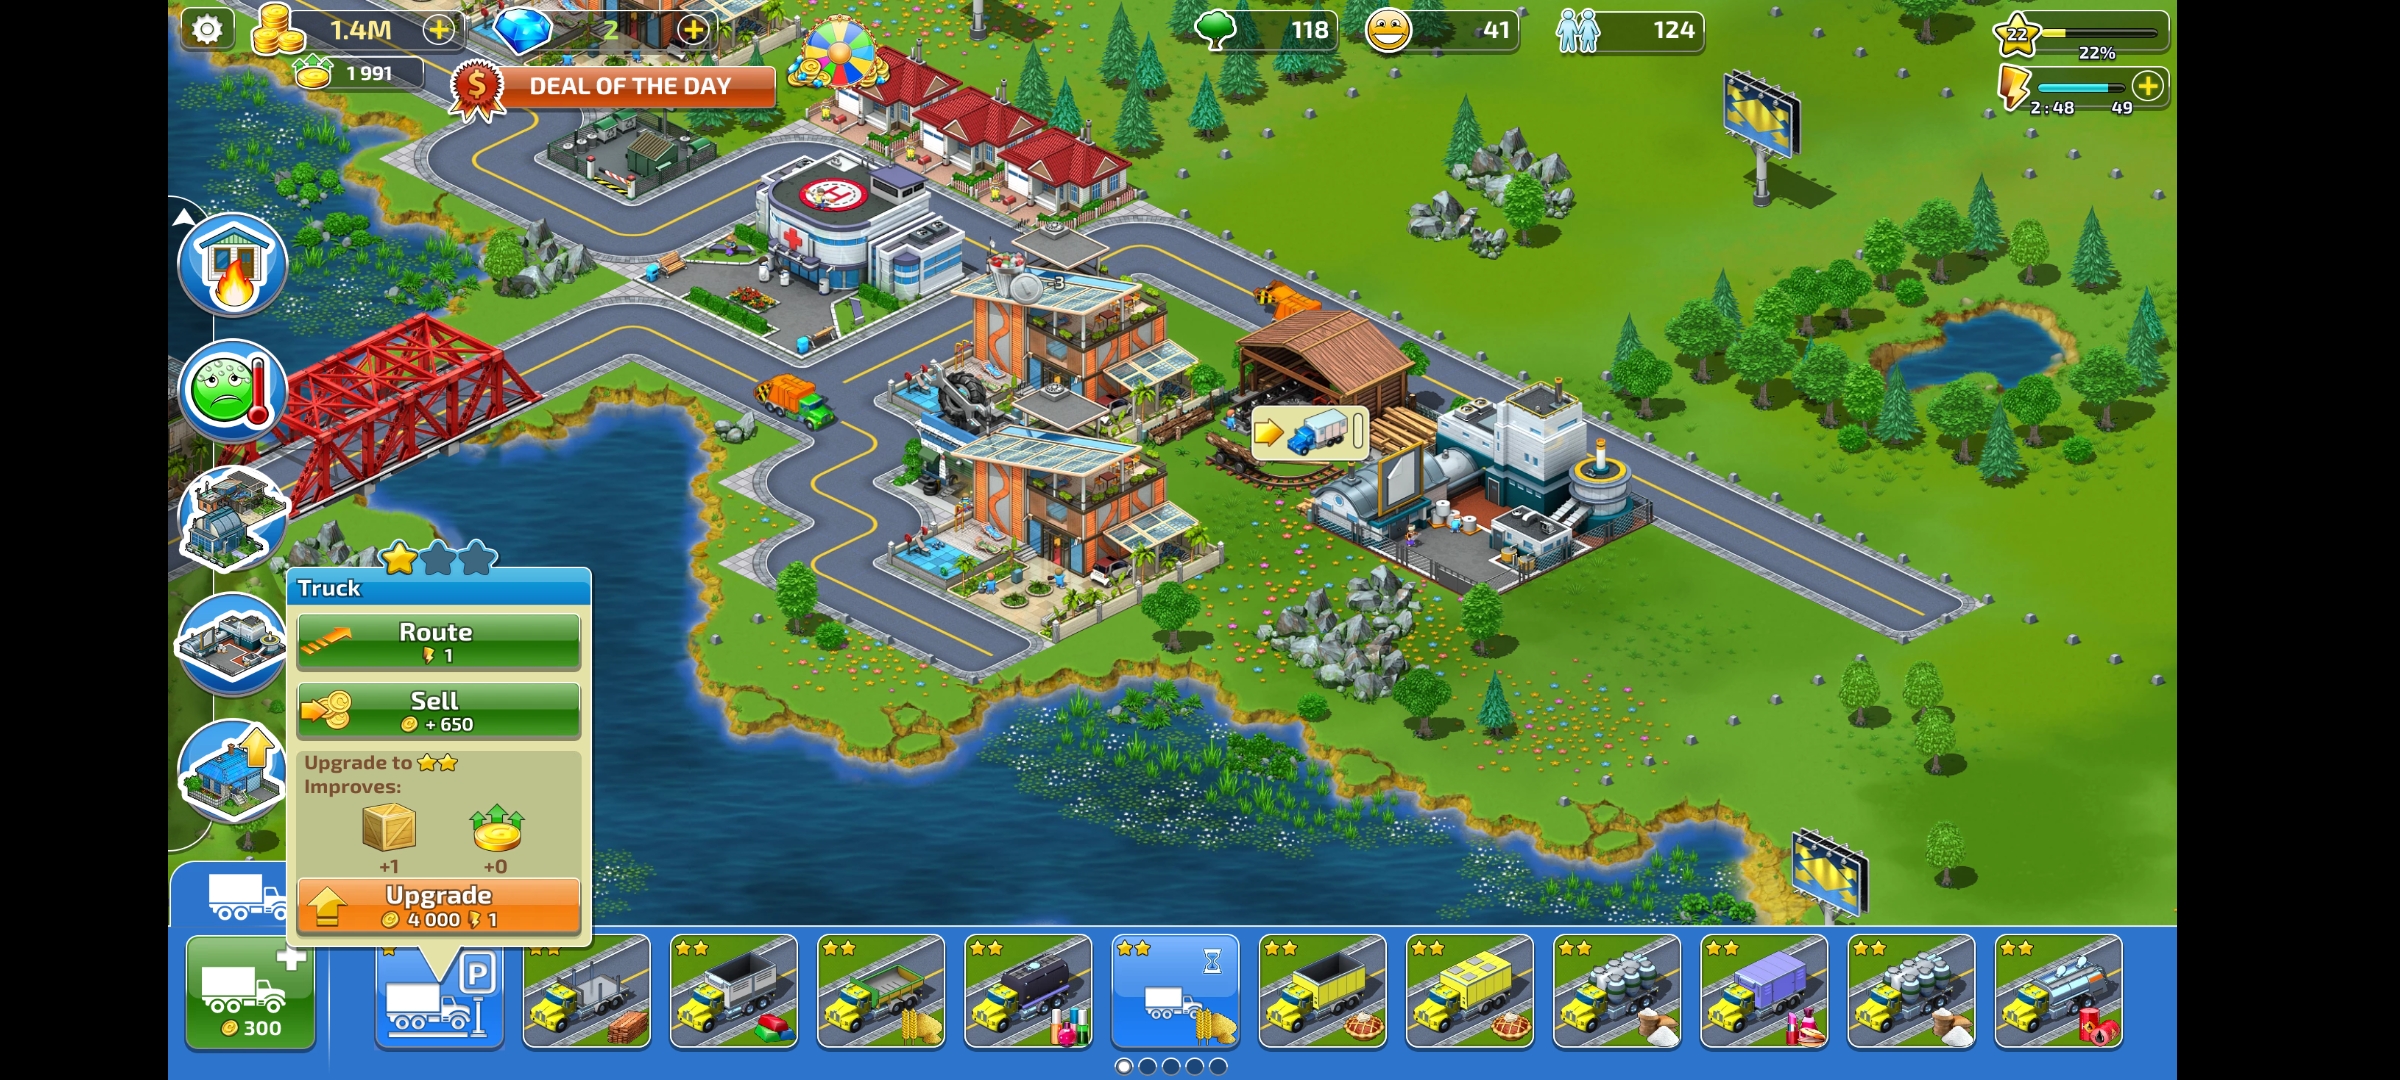 1.4M
2
118
41
124
22
22%
1 991
DEAL OF THE DAY
2:48
49
H
-3
Truck
Route
1
Sell
+ 650
Upgrade to
Improves:
+1
+0
Upgrade
4 000
1
300
P